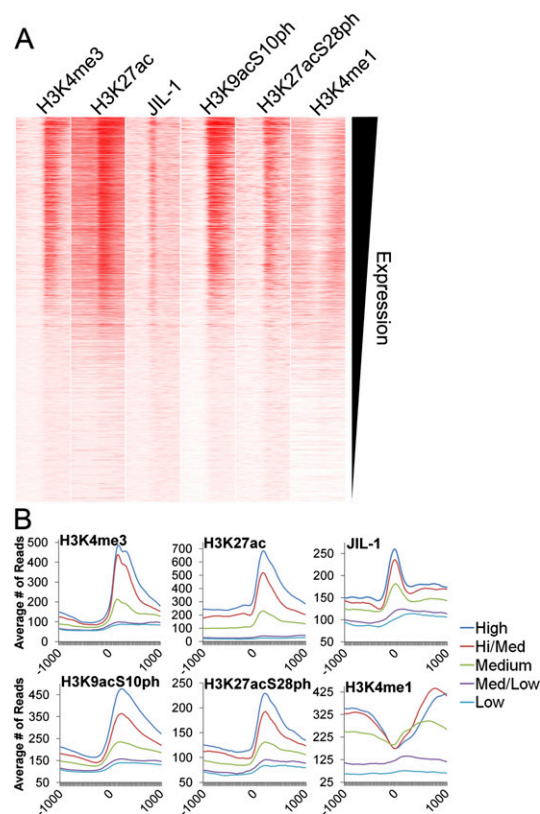 A
H3K4me3
H3K27ac
JIL-1
H3K9acS10ph
H3K27acS28ph
H3K4me1
Expression
B
H3K4me3
Average # of Reads
500
400
300
200
100
0
-1000
0
1000
H3K27ac
700
600
500
400
300
200
100
0
-1000
0
1000
JIL-1
250
200
150
100
50
-1000
0
1000
High
Hi/Med
Medium
Med/Low
Low
H3K9acS10ph
Average # of Reads
450
350
250
150
50
-1000
0
1000
H3K27acS28ph
250
200
150
100
50
-1000
0
1000
H3K4me1
425
325
225
125
25
-1000
0
1000